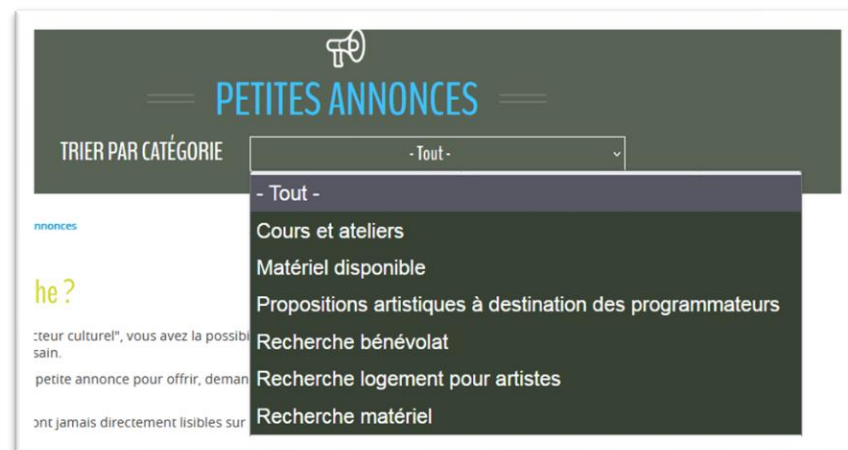 PETITES ANNONCES
TRIER PAR CATÉGORIE
- Tout -
- Tout -
Cours et ateliers
Matériel disponible
Propositions artistiques à destination des programmateurs
Recherche bénévolat
Recherche logement pour artistes
Recherche matériel
nnonces
he ?
cteur culturel", vous avez la possibi
sain.
petite annonce pour offrir, deman
ont jamais directement lisibles sur